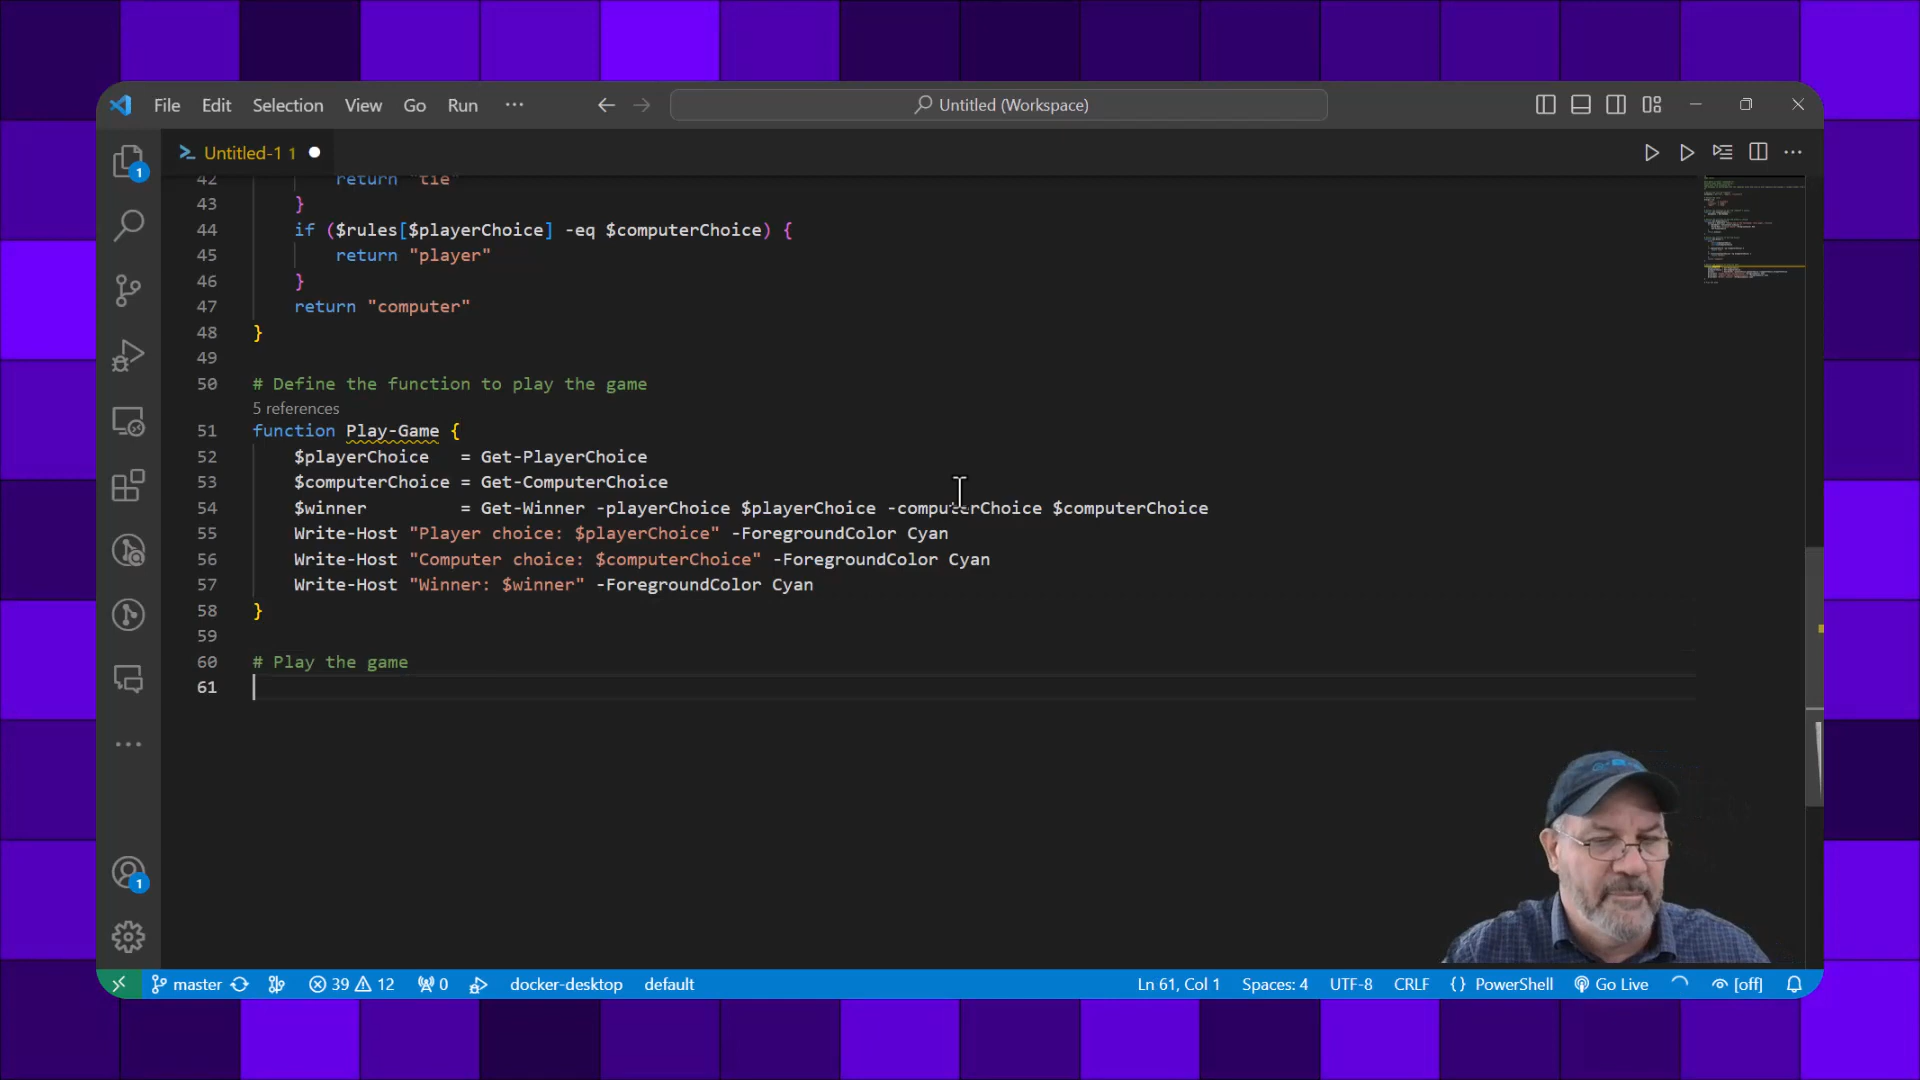 File Edit Selection View Go Run ··· Untitled (Workspace)
Untitled-1 1
42 return "tie"
43 }
44 if ($rules[$playerChoice] -eq $computerChoice) {
45 return "player"
46 }
47 return "computer"
48 }
49
50 # Define the function to play the game
5 references
51 function Play-Game {
52 $playerChoice = Get-PlayerChoice
53 $computerChoice = Get-ComputerChoice
54 $winner = Get-Winner -playerChoice $playerChoice -computerChoice $computerChoice
55 Write-Host "Player choice: $playerChoice" -ForegroundColor Cyan
56 Write-Host "Computer choice: $computerChoice" -ForegroundColor Cyan
57 Write-Host "Winner: $winner" -ForegroundColor Cyan
58 }
59
60 # Play the game
61
1
1
master 39 12 0 docker-desktop default Ln 61, Col 1 Spaces: 4 UTF-8 CRLF {} PowerShell Go Live [off]